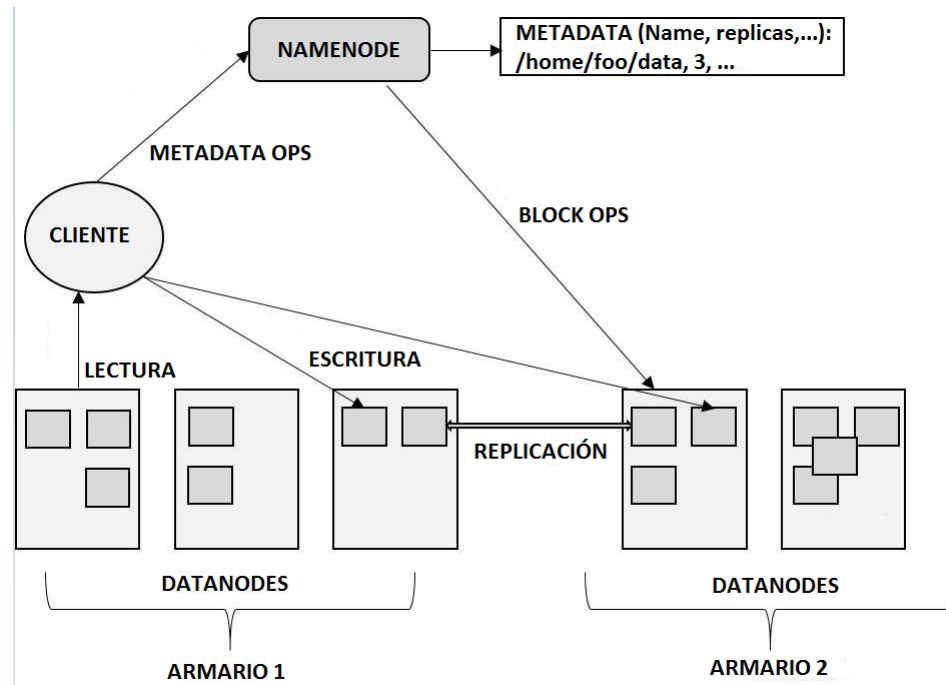 NAMENODE
METADATA (Name, replicas,...):
/home/foo/data, 3, ...
METADATA OPS
CLIENTE
BLOCK OPS
LECTURA
ESCRITURA
REPLICACIÓN
DATANODES
DATANODES
ARMARIO 1
ARMARIO 2